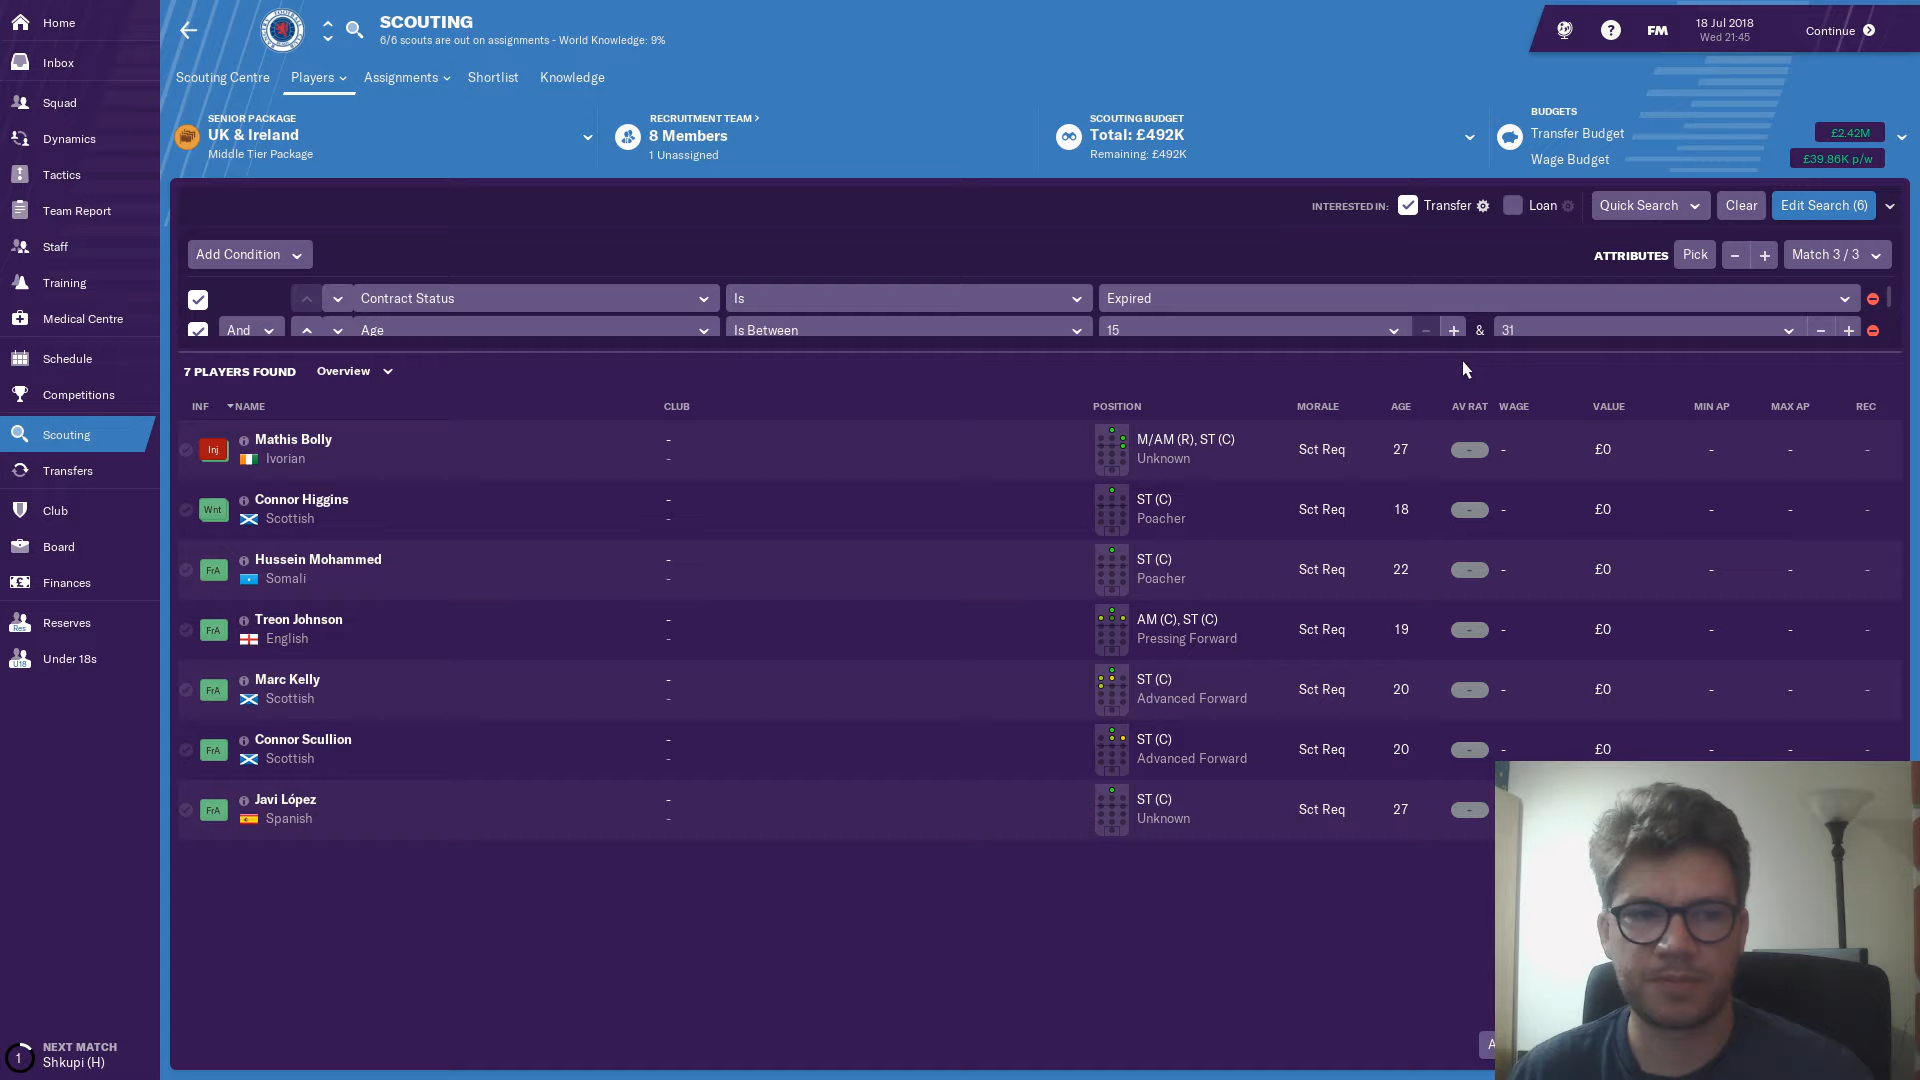 Home
Inbox
Squad
Dynamics
Tactics
Team Report
Staff
Training
Medical Centre
Schedule
Competitions
Scouting
Transfers
Club
Board
Finances
Res
Reserves
U18
Under 18s
1
NEXT MATCH
Shkupi (H)
SCOUTING
6/6 scouts are out on assignments - World Knowledge: 9%
? FM
18 Jul 2018
Wed 21:45
Continue
Scouting Centre Players Assignments Shortlist Knowledge
SENIOR PACKAGE
UK & Ireland
Middle Tier Package
RECRUITMENT TEAM >
8 Members
1 Unassigned
SCOUTING BUDGET
Total: £492K
Remaining: £492K
BUDGETS
Transfer Budget £2.42M
Wage Budget £39.86K p/w
INTERESTED IN: Transfer Loan Quick Search Clear Edit Search (6)
Add Condition ATTRIBUTES Pick - + Match 3 / 3
Contract Status Is Expired
And Age Is Between 15 - + & 31 - +
7 PLAYERS FOUND Overview
INF NAME CLUB POSITION MORALE AGE AV RAT WAGE VALUE MIN AP MAX AP REC
Inj Mathis Bolly - M/AM (R), ST (C) Sct Req 27 - - £0 - - -
Ivorian - Unknown
Wnt Connor Higgins - ST (C) Sct Req 18 - - £0 - - -
Scottish - Poacher
FrA Hussein Mohammed - ST (C) Sct Req 22 - - £0 - - -
Somali - Poacher
FrA Treon Johnson - AM (C), ST (C) Sct Req 19 - - £0 - - -
English - Pressing Forward
FrA Marc Kelly - ST (C) Sct Req 20 - - £0 - - -
Scottish - Advanced Forward
FrA Connor Scullion - ST (C) Sct Req 20 - - £0 - - -
Scottish - Advanced Forward
FrA Javi López - ST (C) Sct Req 27 -
Spanish - Unknown